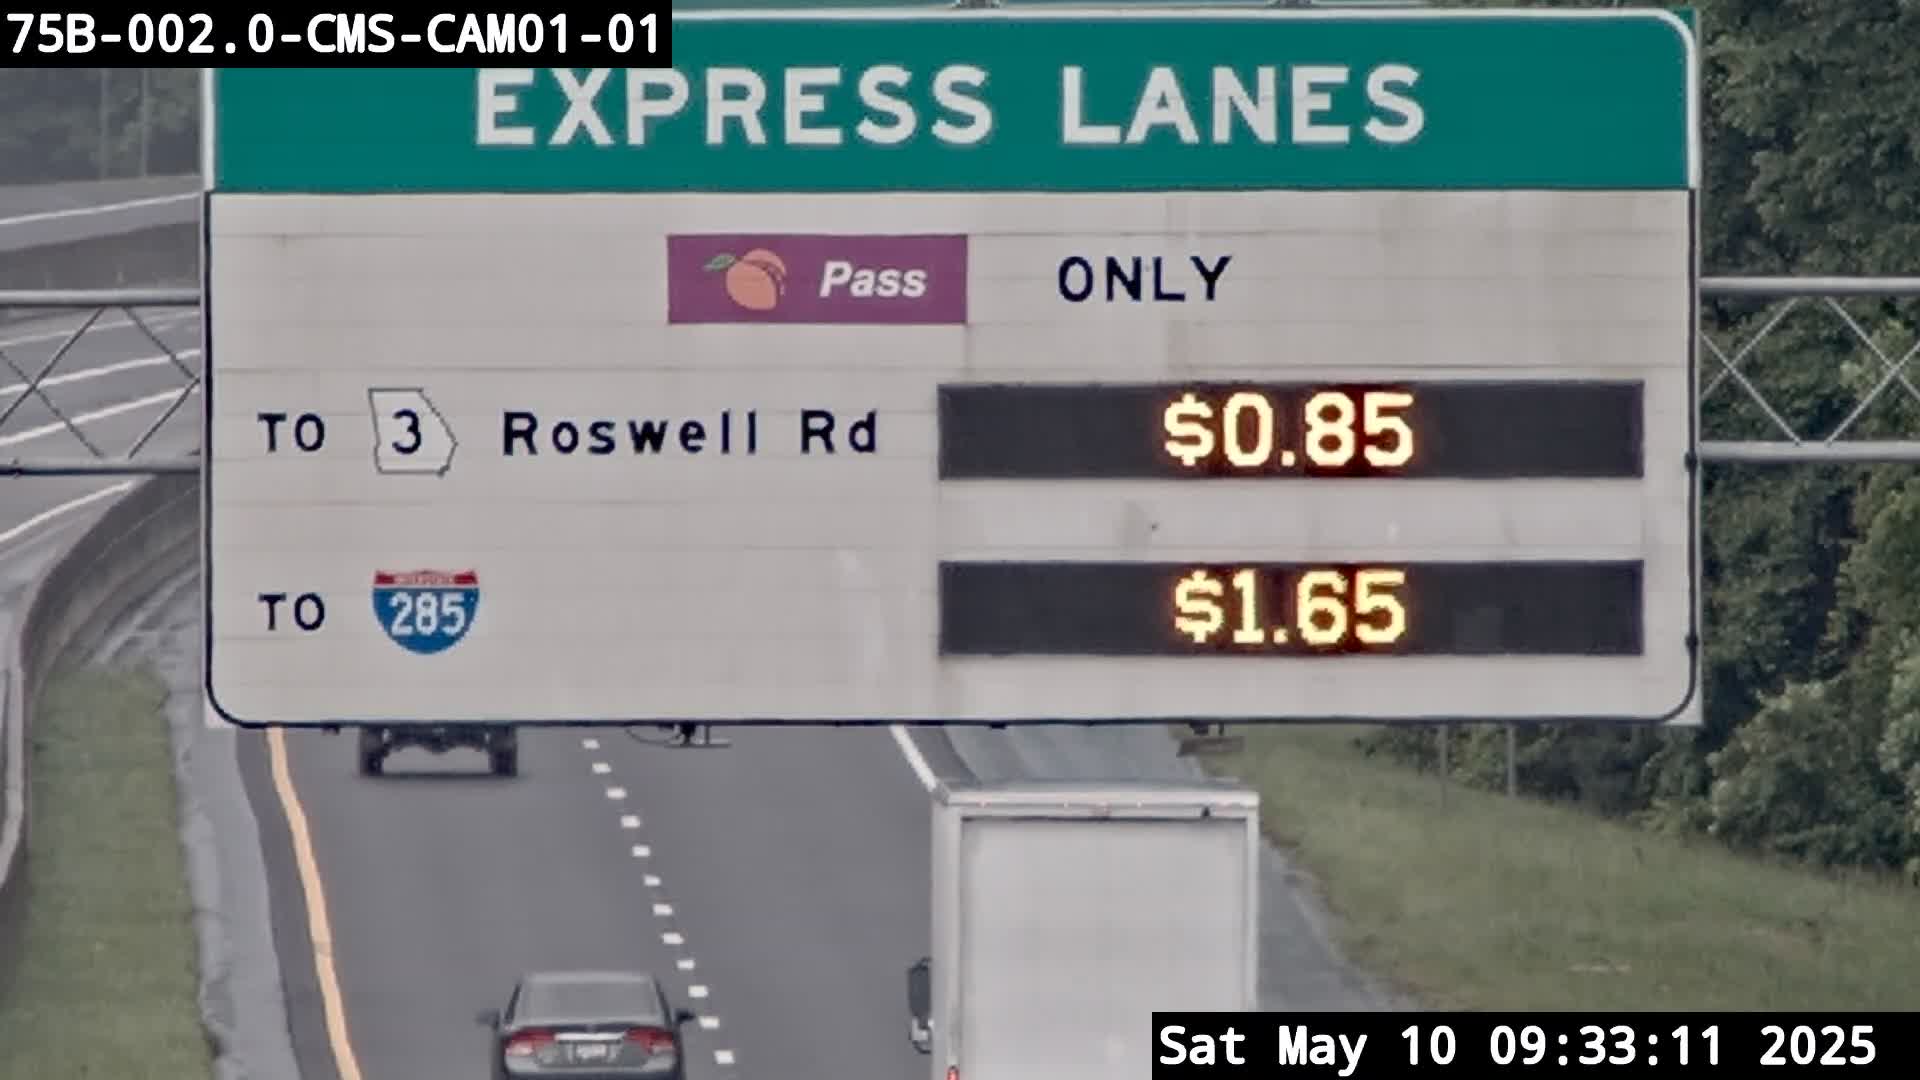 75B-002.0-CMS-CAM01-01
EXPRESS LANES
Pass ONLY
TO 3 Roswell Rd $0.85
TO 285 $1.65
Sat May 10 09:33:11 2025